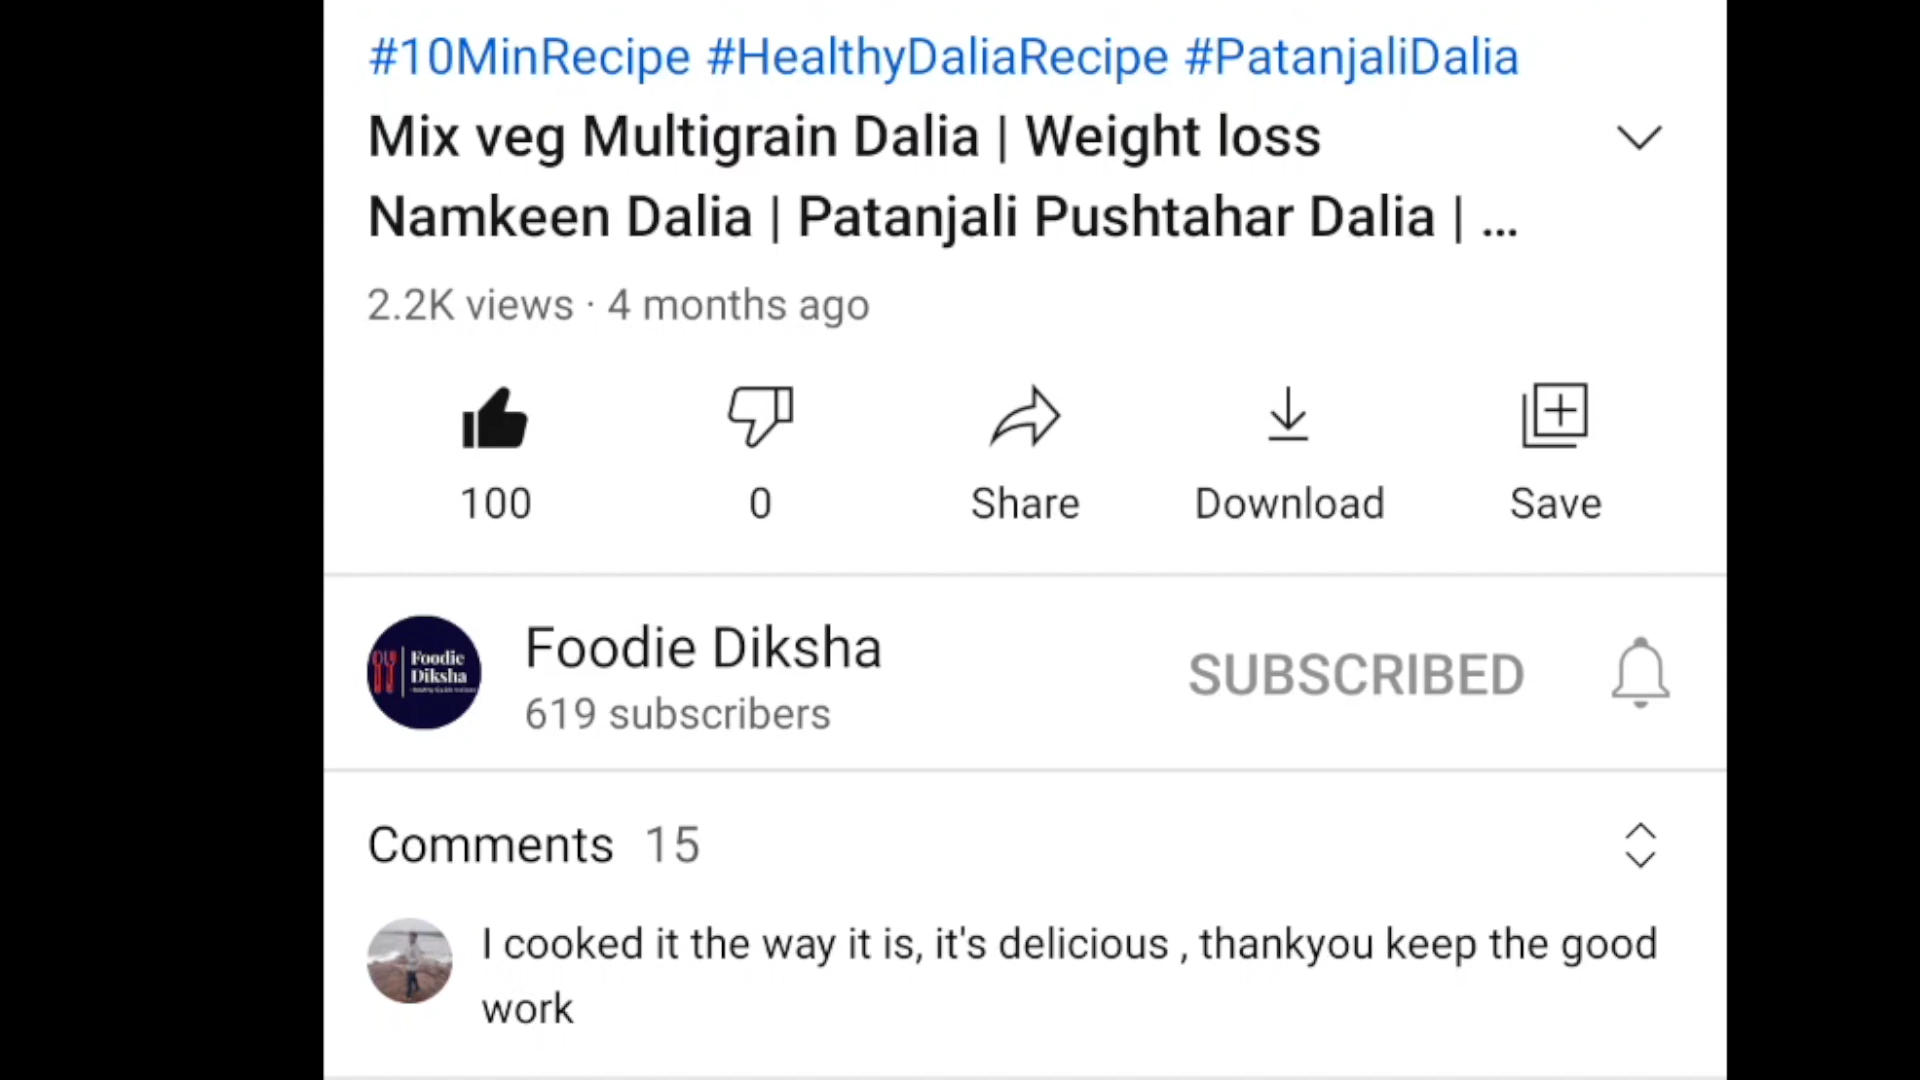 #10MinRecipe #HealthyDaliaRecipe #PatanjaliDalia
Mix veg Multigrain Dalia | Weight loss
Namkeen Dalia | Patanjali Pushtahar Dalia | ...
2.2K views · 4 months ago
100 0 Share Download Save
Foodie
Diksha
Foodie Diksha
619 subscribers
SUBSCRIBED
Comments 15
I cooked it the way it is, it's delicious , thankyou keep the good
work